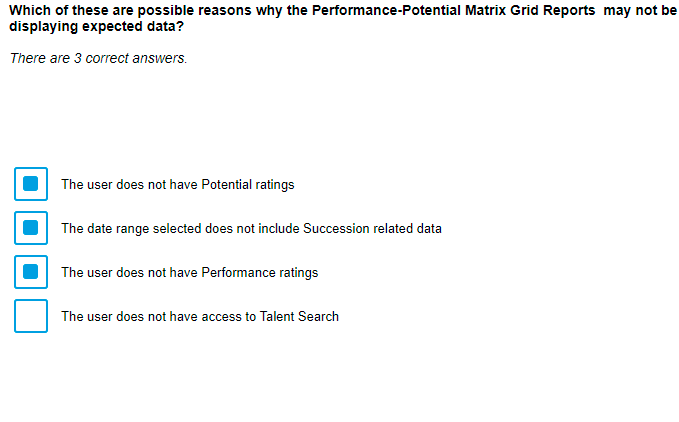 Which of these are possible reasons why the Performance-Potential Matrix Grid Reports  may not be
displaying expected data?
There are 3 correct answers.
The user does not have Potential ratings
The date range selected does not include Succession related data
The user does not have Performance ratings
The user does not have access to Talent Search